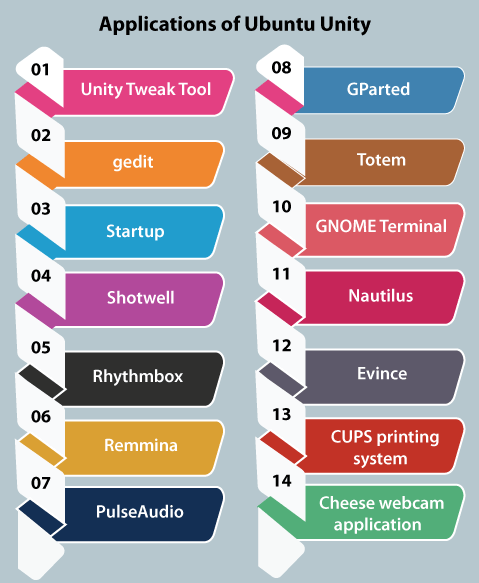 Applications of Ubuntu Unity
01
Unity Tweak Tool
02
gedit
03
Startup
04
Shotwell
05
Rhythmbox
06
Remmina
07
PulseAudio
08
GParted
09
Totem
10
GNOME Terminal
11
Nautilus
12
Evince
13
CUPS printing
system
14
Cheese webcam
application